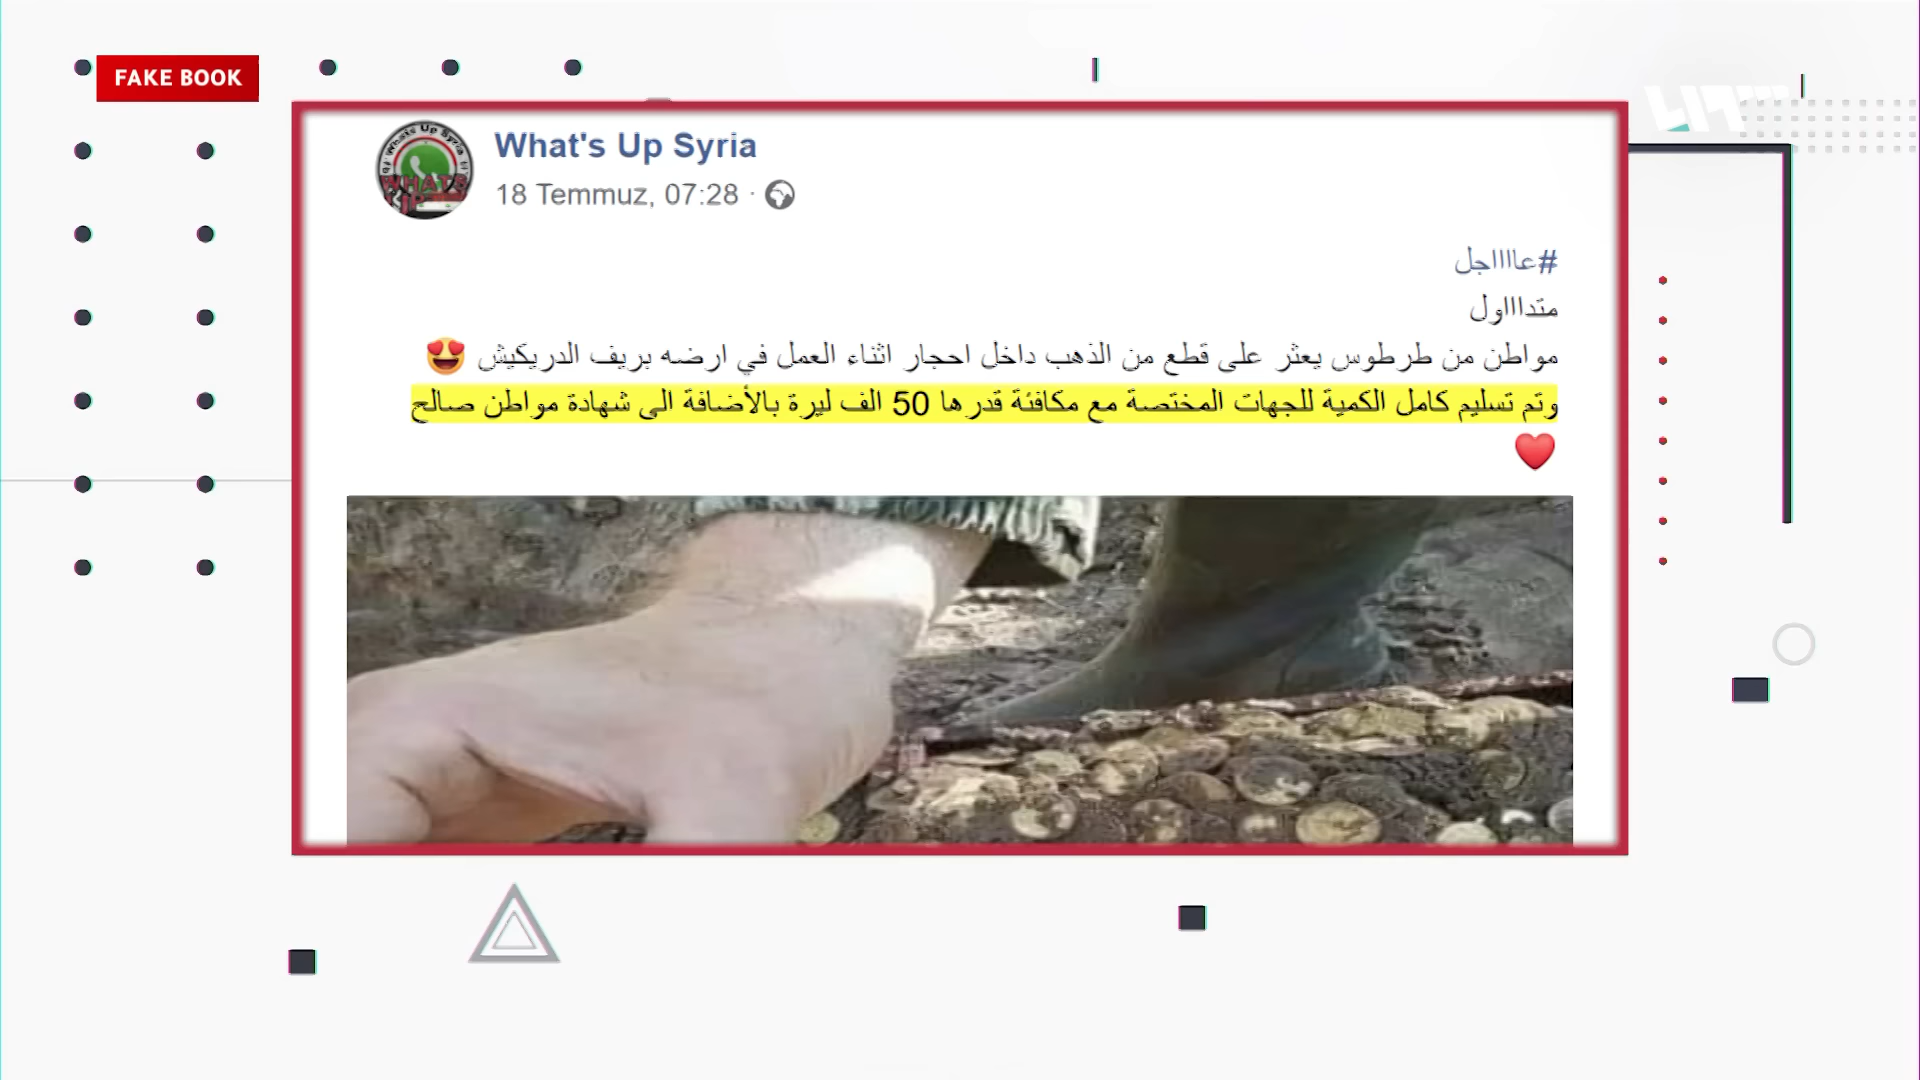 FAKE BOOK
What's Up Syria
18 Temmuz, 07:28 ·
#عااااجل
متدااااول
مواطن من طرطوس يعثر على قطع من الذهب داخل احجار اثناء العمل في ارضه بريف الدريكيش 😍
وتم تسليم كامل الكمية للجهات المختصة مع مكافئة قدرها 50 الف ليرة بالأضافة الى شهادة مواطن صالح
❤️